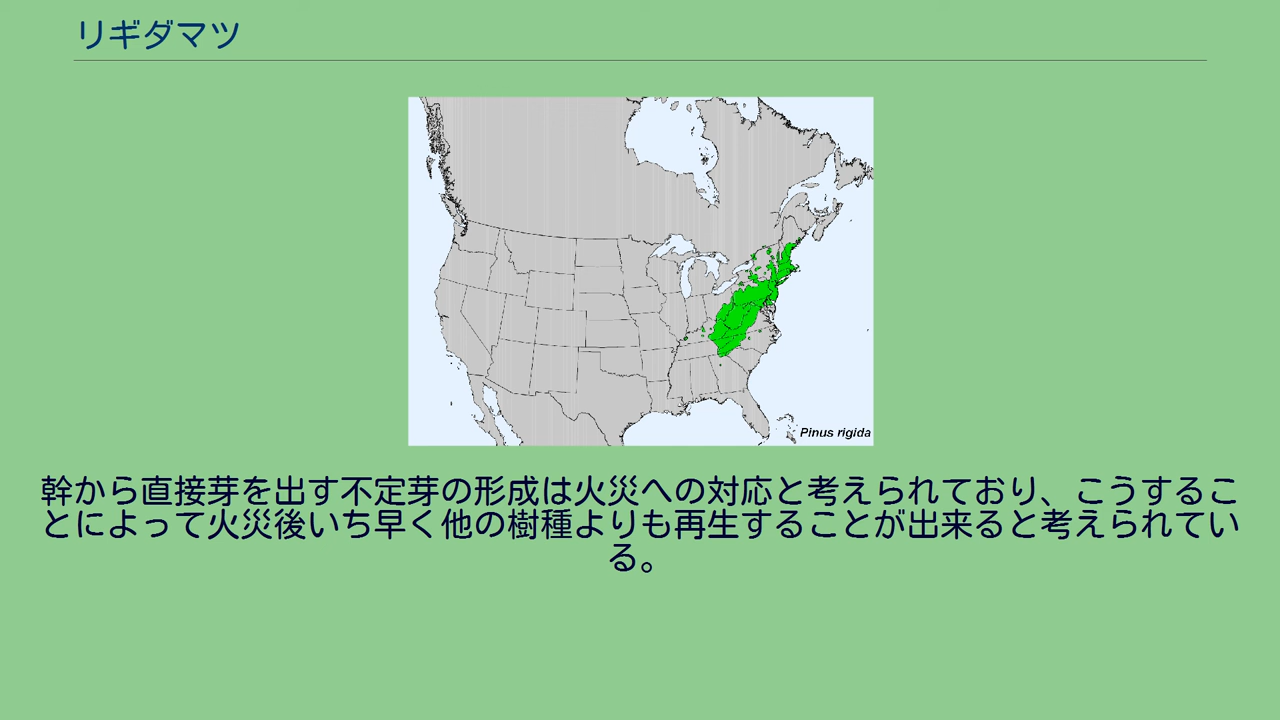 リギダマツ
Pinus rigida
幹から直接芽を出す不定芽の形成は火災への対応と考えられており、こうするこ
とによって火災後いち早く他の樹種よりも再生することが出来ると考えられてい
る。